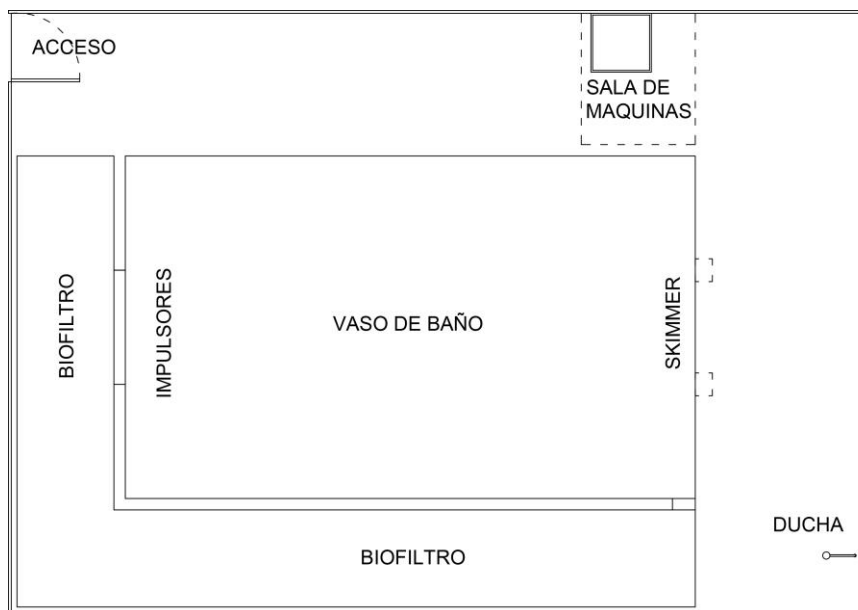 ACCESO
SALA DE
MAQUINAS
BIOFILTRO
IMPULSORES
VASO DE BAÑO
SKIMMER
DUCHA
BIOFILTRO